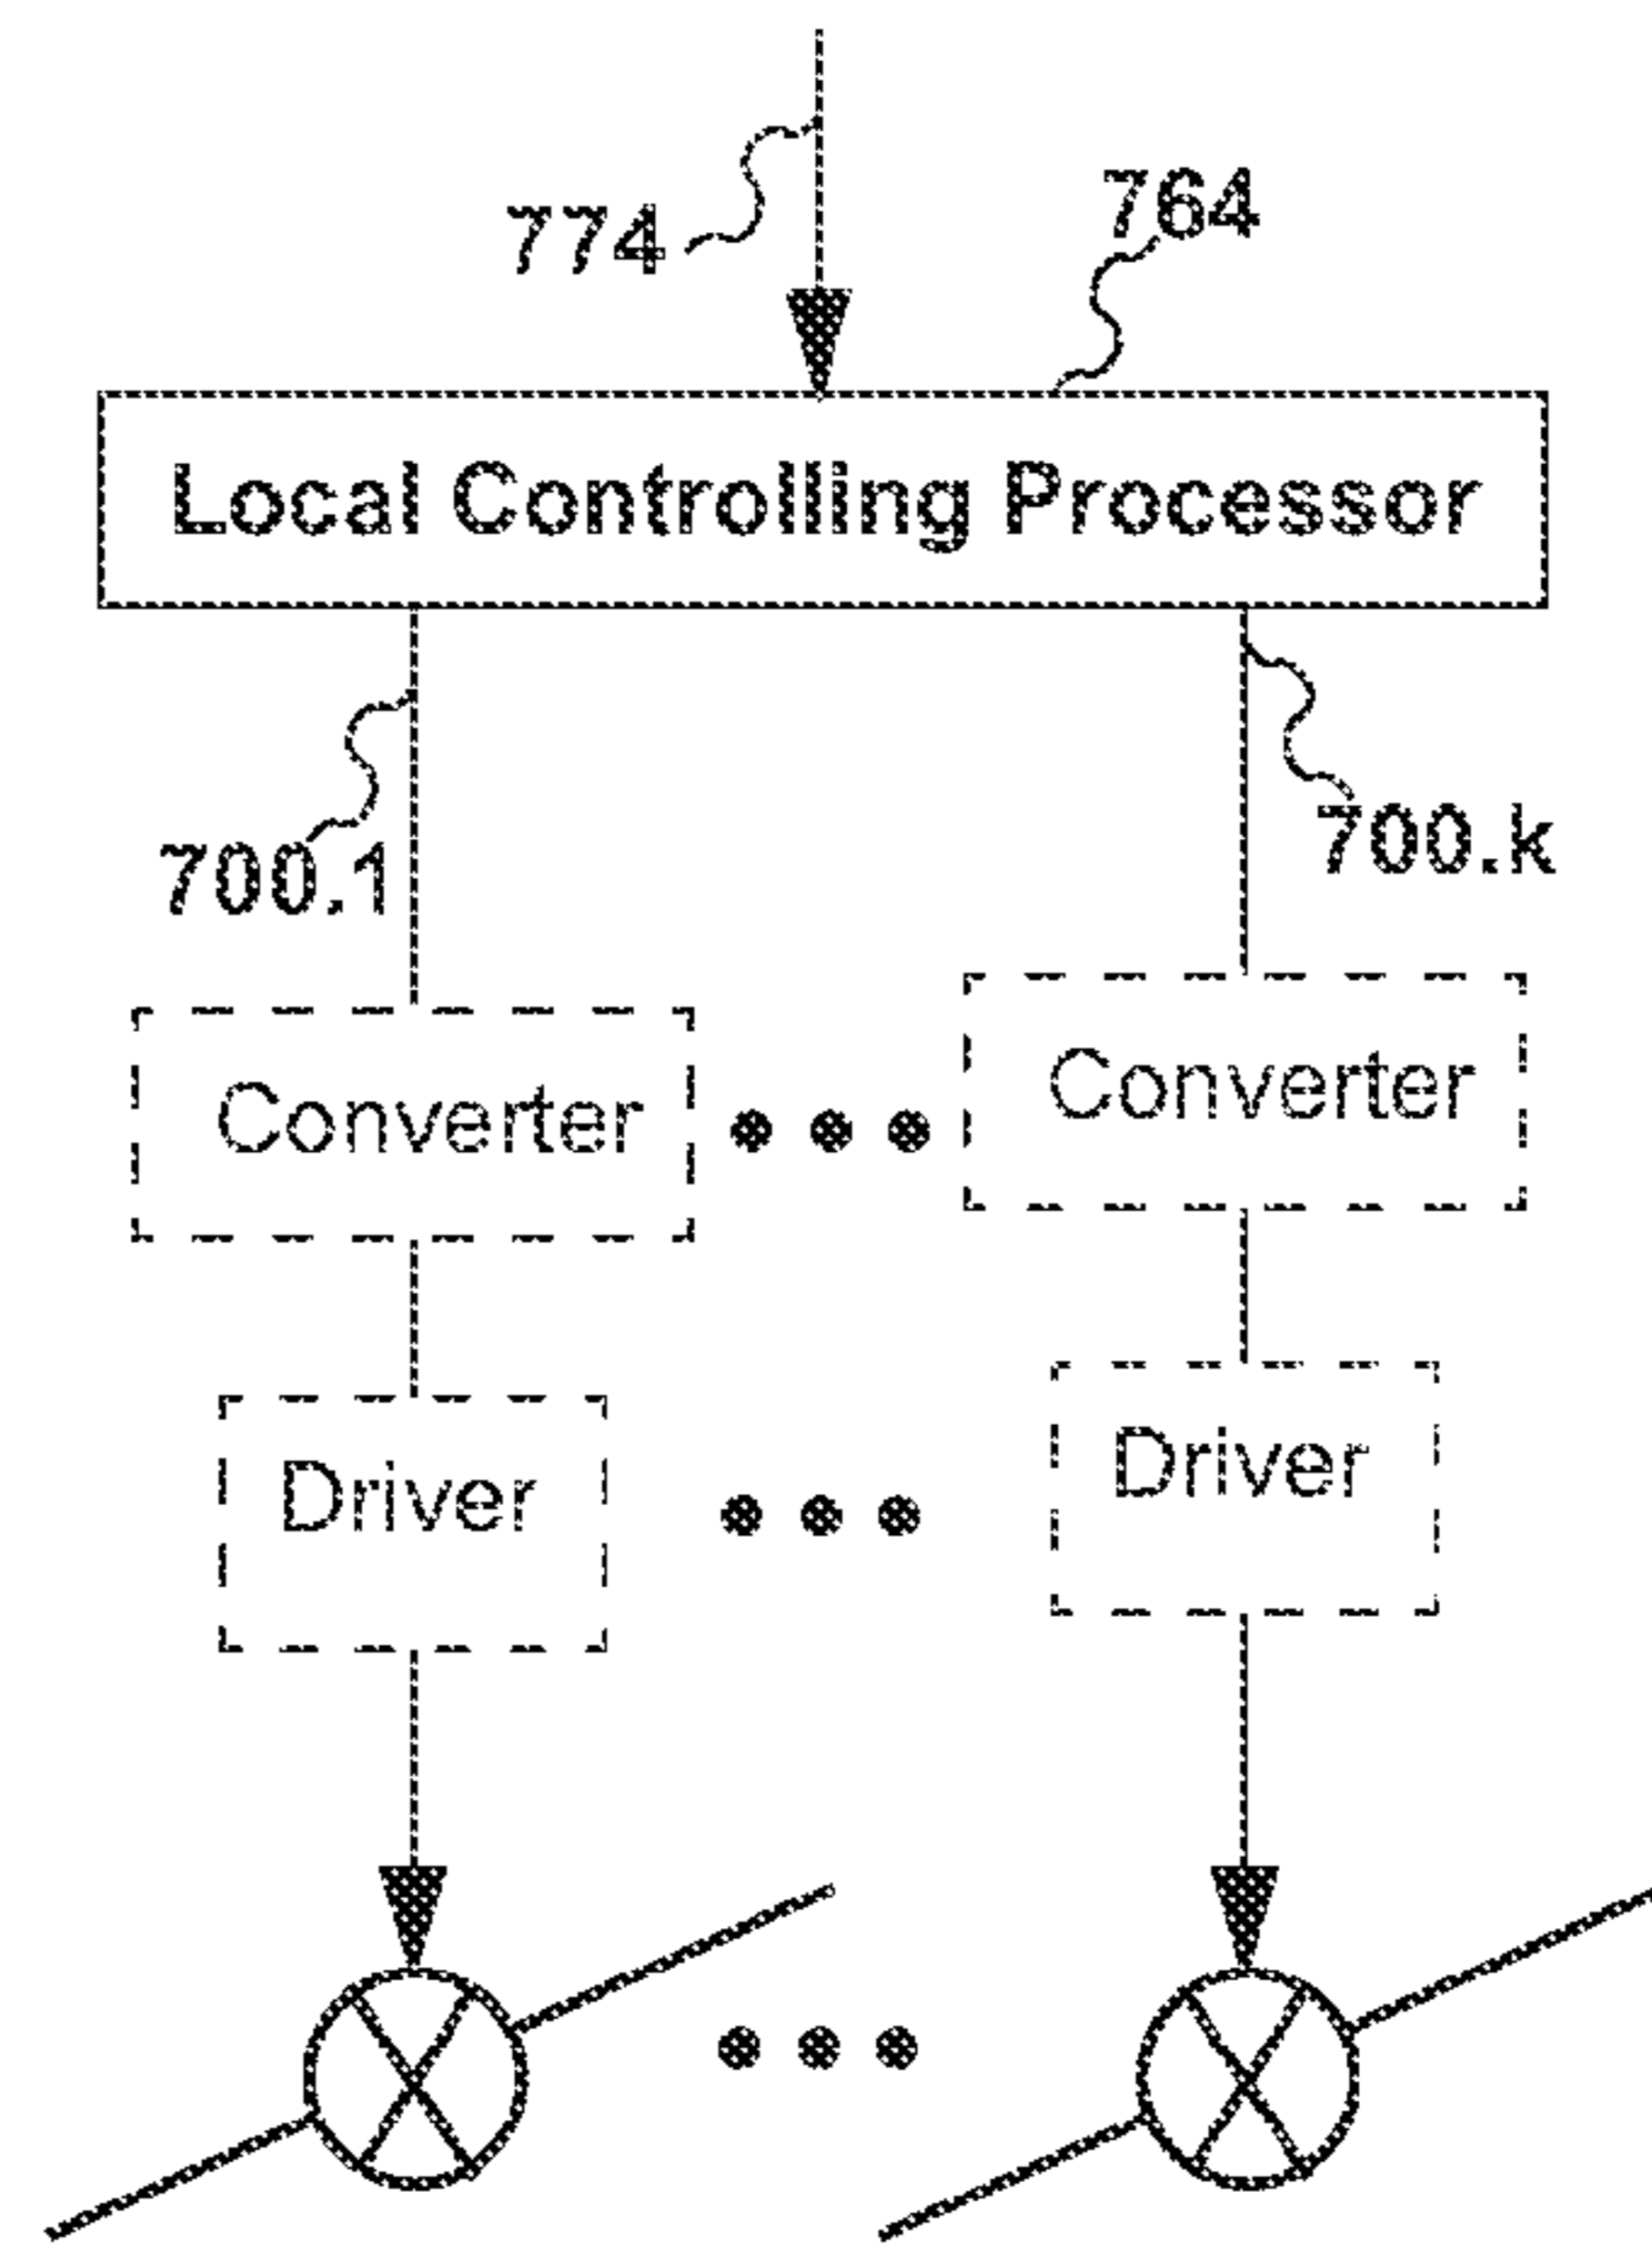 774
764
Local Controlling Processor
700.1
700.k
Converter
Converter
Driver
Driver